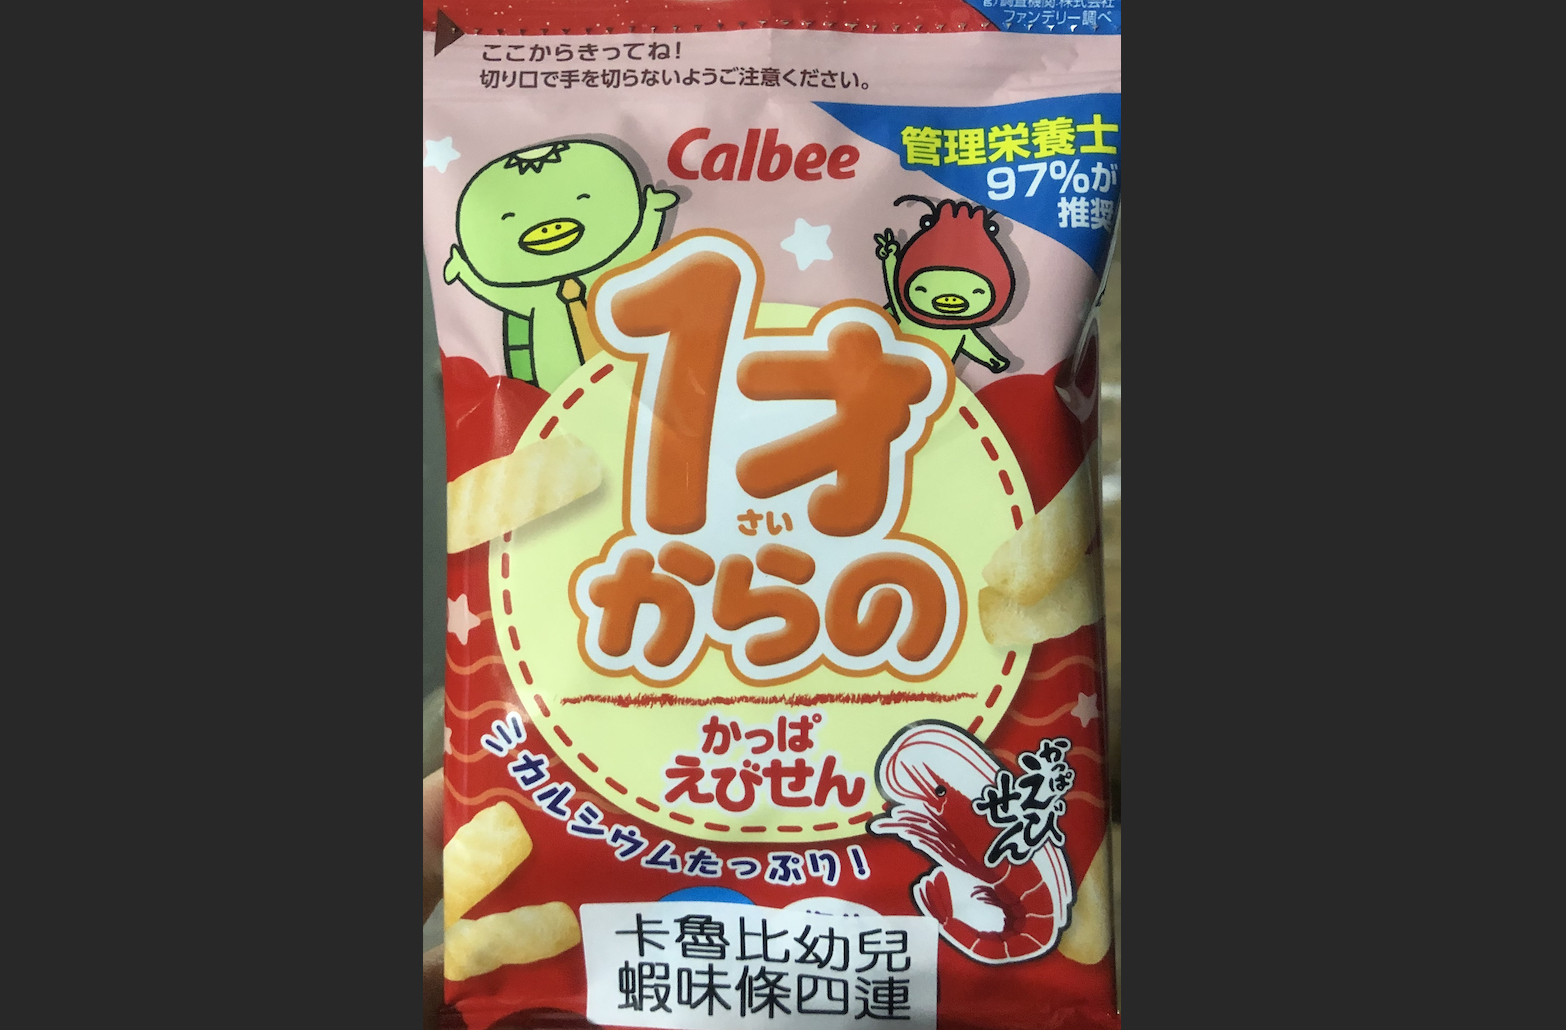 調査機関:株式会社
ファンデリー調べ
ここからきってね!
切り口で手を切らないようご注意ください。
Calbee
管理栄養士
97%が
推奨
1才
さい
からの
かっぱ
えびせん
かっぱ
えび
せん
カルシウムたっぷり!
卡魯比幼兒
蝦味條四連